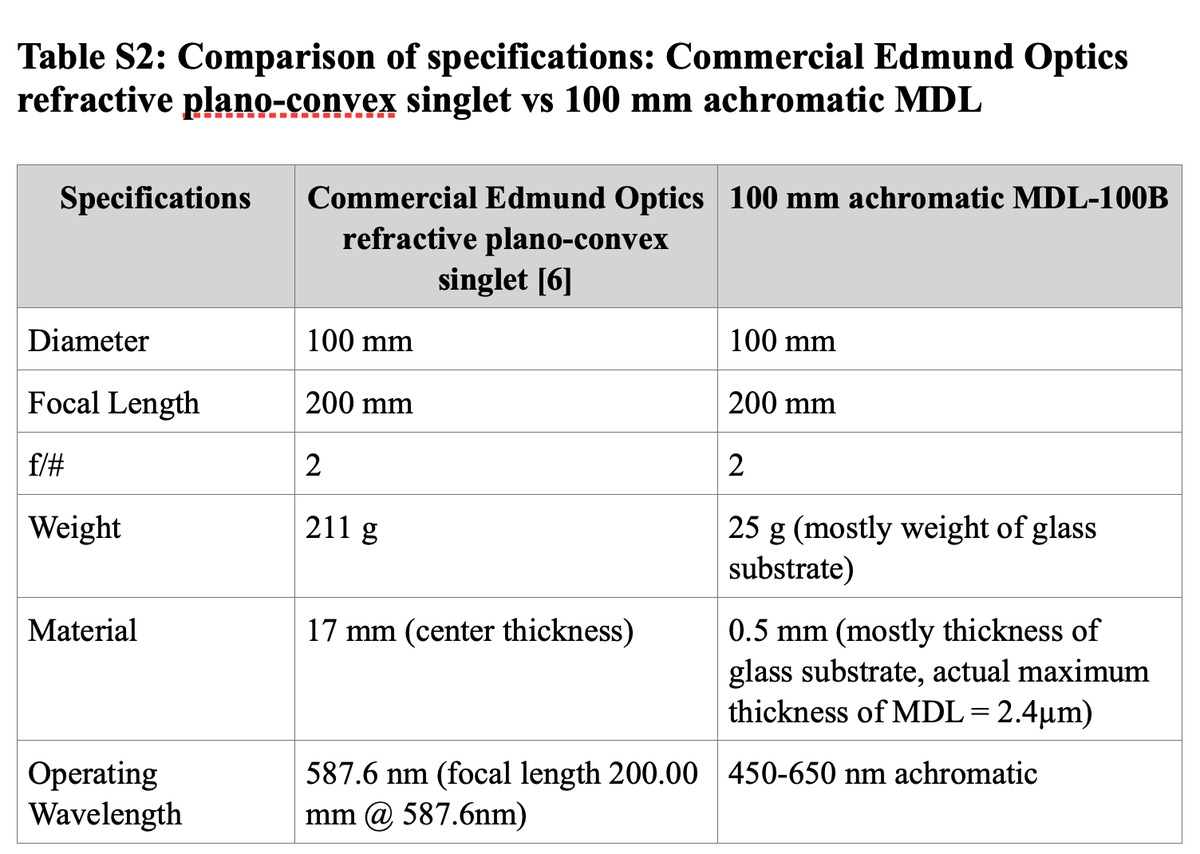 Table S2: Comparison of specifications: Commercial Edmund Optics
refractive plano-convex singlet vs 100 mm achromatic MDL
Specifications
Commercial Edmund Optics
refractive plano-convex
singlet [6]
100 mm achromatic MDL-100B
Diameter
100 mm
100 mm
Focal Length
200 mm
200 mm
f/#
2
2
Weight
211 g
25 g (mostly weight of glass
substrate)
Material
17 mm (center thickness)
0.5 mm (mostly thickness of
glass substrate, actual maximum
thickness of MDL = 2.4μm)
Operating
Wavelength
587.6 nm (focal length 200.00
mm @ 587.6nm)
450-650 nm achromatic